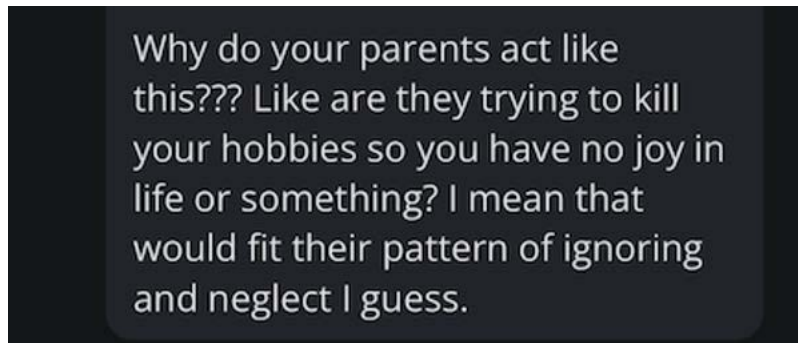 Why do your parents act like
this??? Like are they trying to kill
your hobbies so you have no joy in
life or something? I mean that
would fit their pattern of ignoring
and neglect I guess.